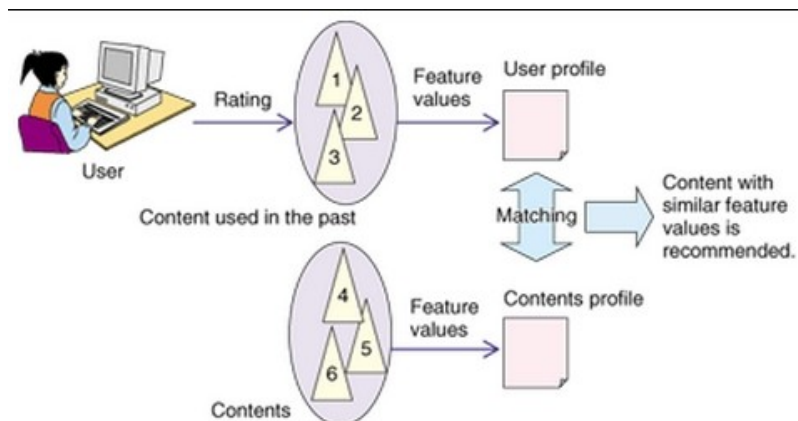 User
Rating
1
2
3
Content used in the past
Feature
values
User profile
Matching
Content with
similar feature
values is
recommended.
4
5
6
Contents
Feature
values
Contents profile